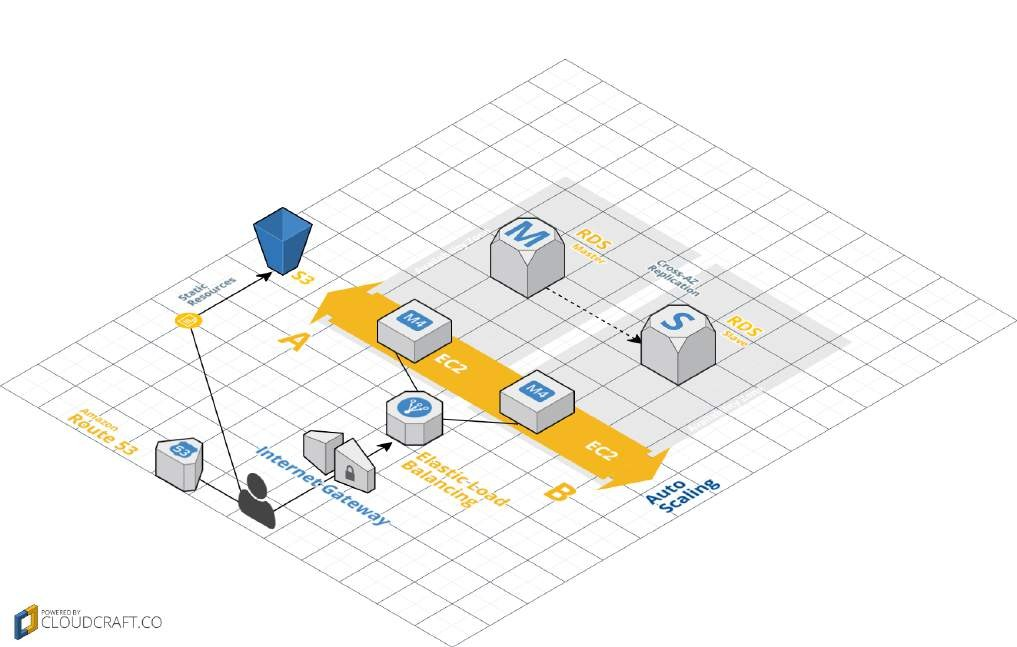 M
RDS
Master
Cross-AZ
Replication
Static
Resources
S3
M4
S
RDS
Slave
A
EC2
M4
Amazon
Route 53
53
Internet Gateway
Elastic-Load
Balancing
EC2
B
Auto
Scaling
POWERED BY
CLOUDCRAFT.CO